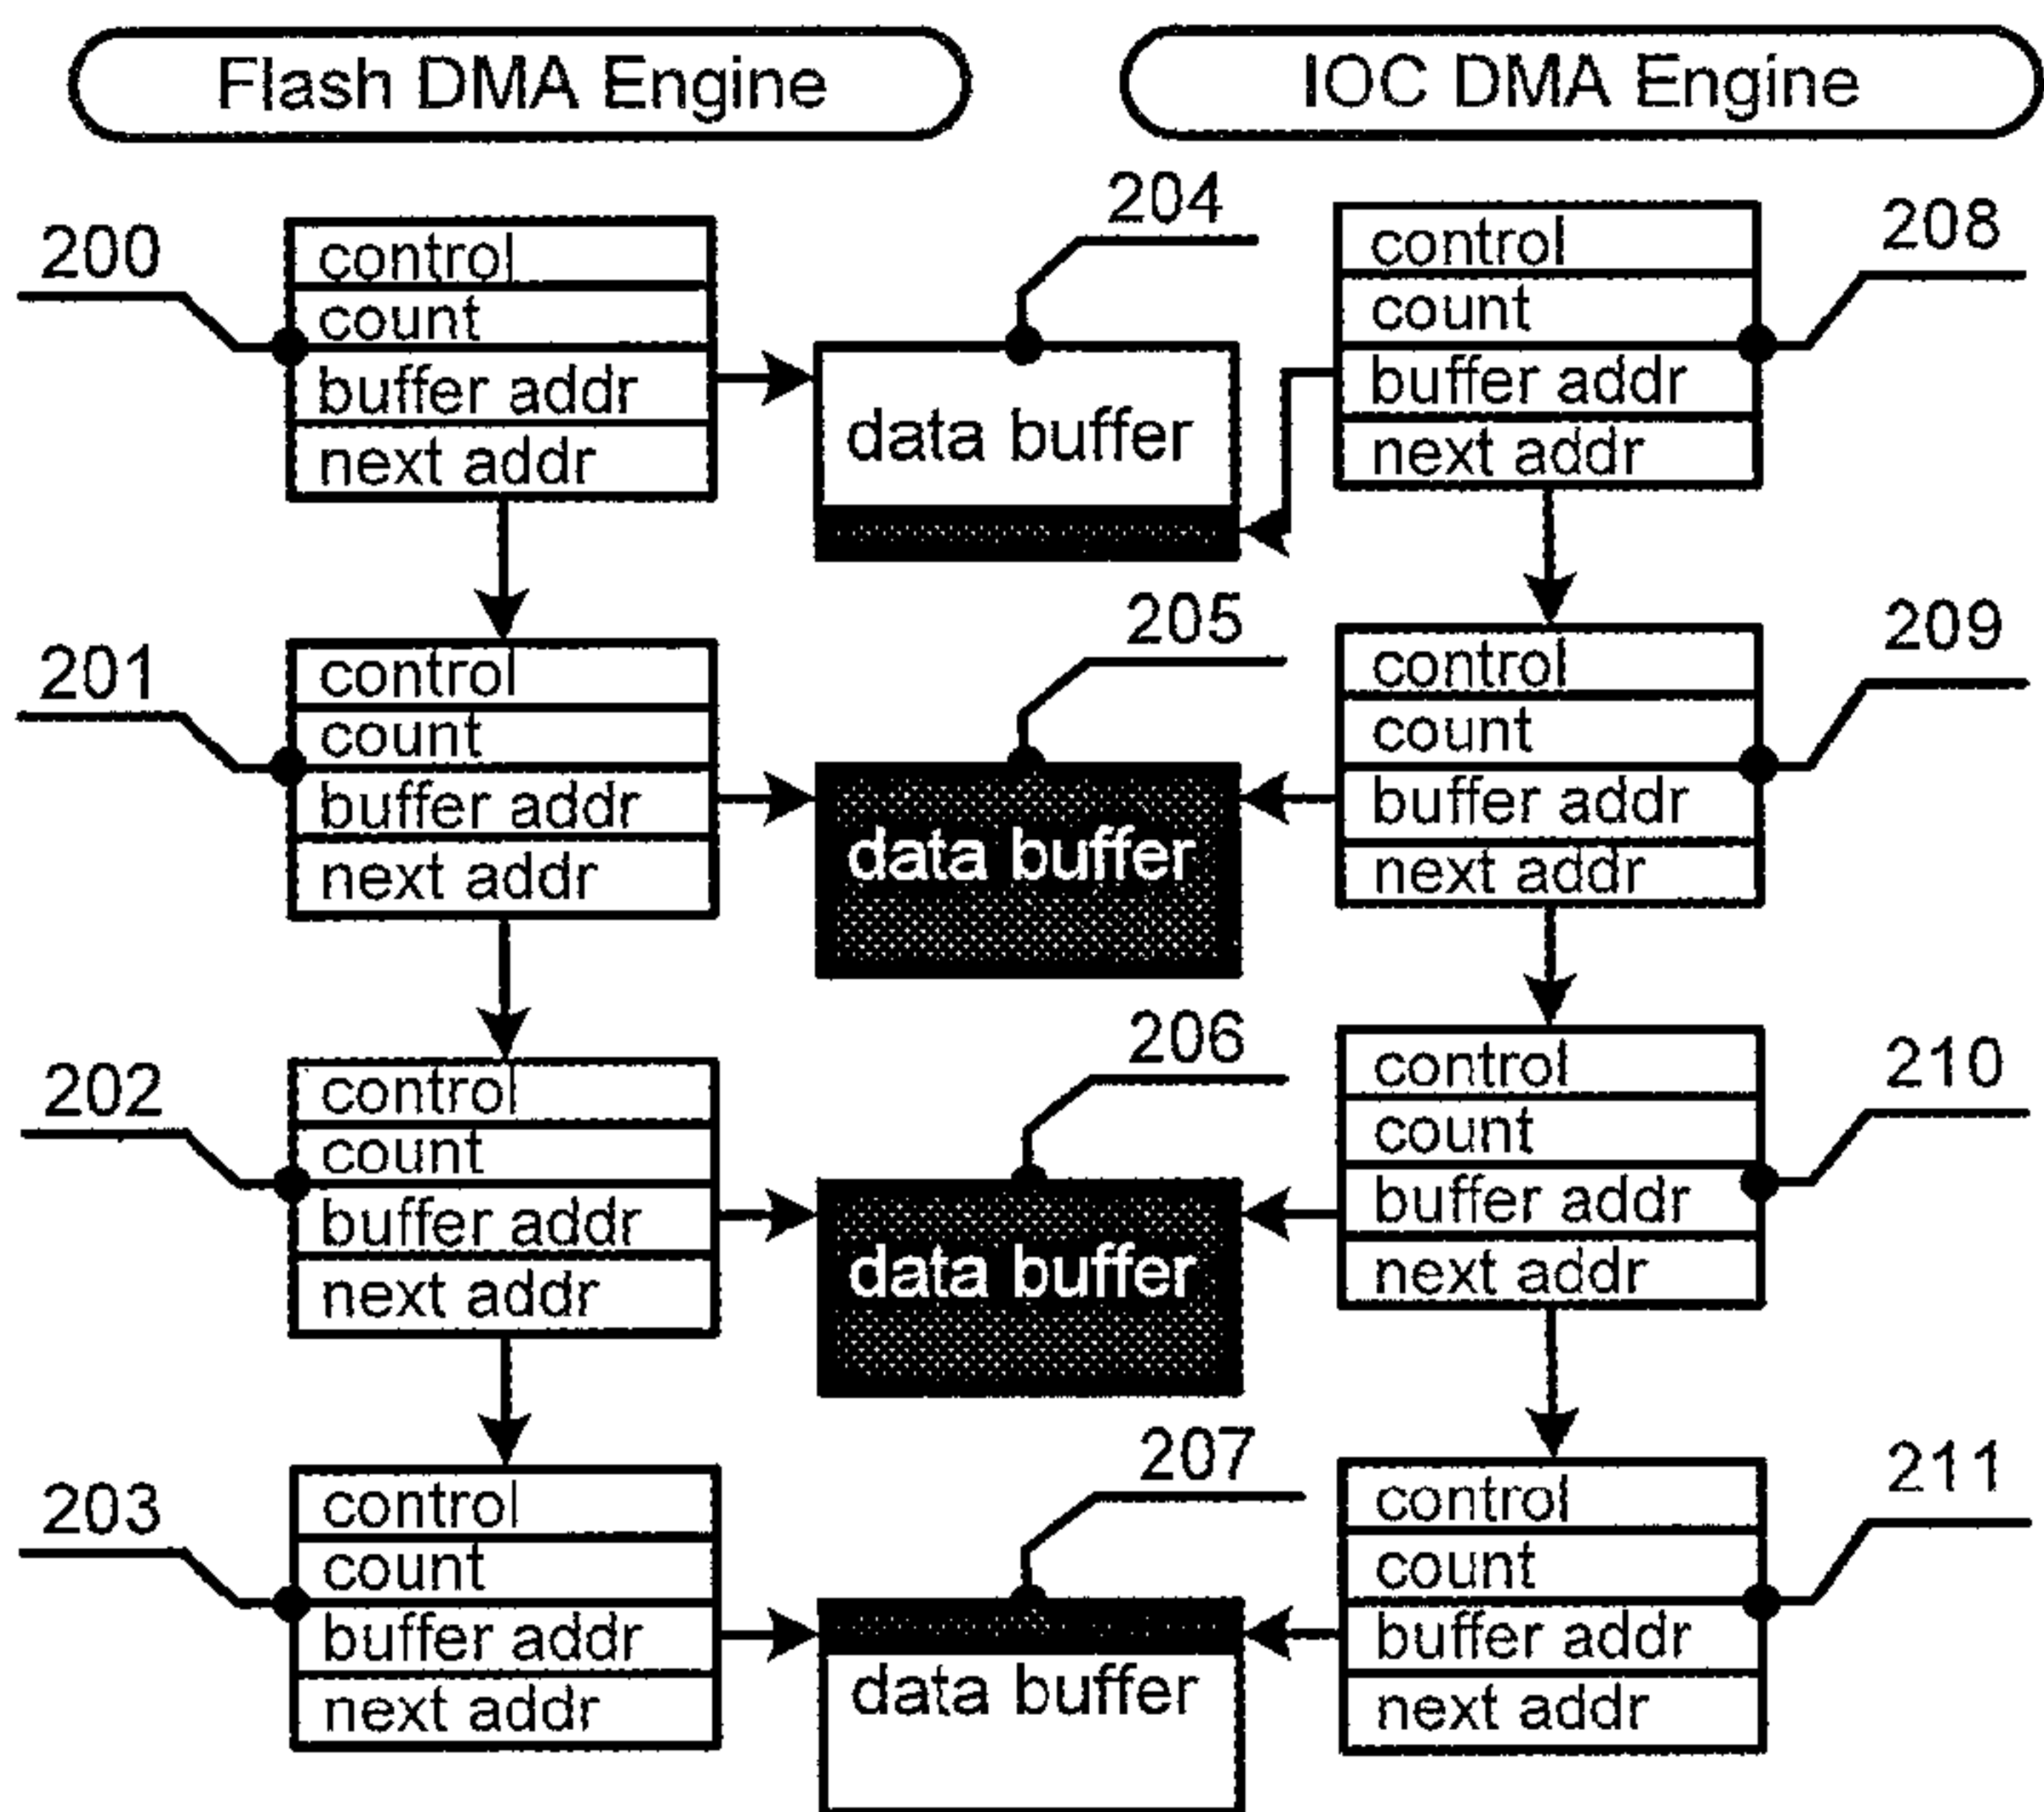 Flash DMA Engine
IOC DMA Engine
200
control
count
buffer addr
next addr
204
data buffer
208
control
count
buffer addr
next addr
201
control
count
buffer addr
next addr
205
data buffer
209
control
count
buffer addr
next addr
202
control
count
buffer addr
next addr
206
data buffer
210
control
count
buffer addr
next addr
203
control
count
buffer addr
next addr
207
data buffer
211
control
count
buffer addr
next addr